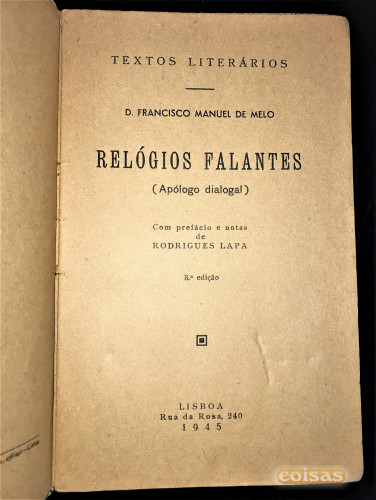 TEXTOS LITERÁRIOS
D. FRANCISCO MANUEL DE MELO
RELÓGIOS FALANTES
(Apólogo dialogal)
Com prefácio e notas
de
RODRIGUES LAPA
3.ª edição
LISBOA
Rua da Rosa, 240
1945
coisas